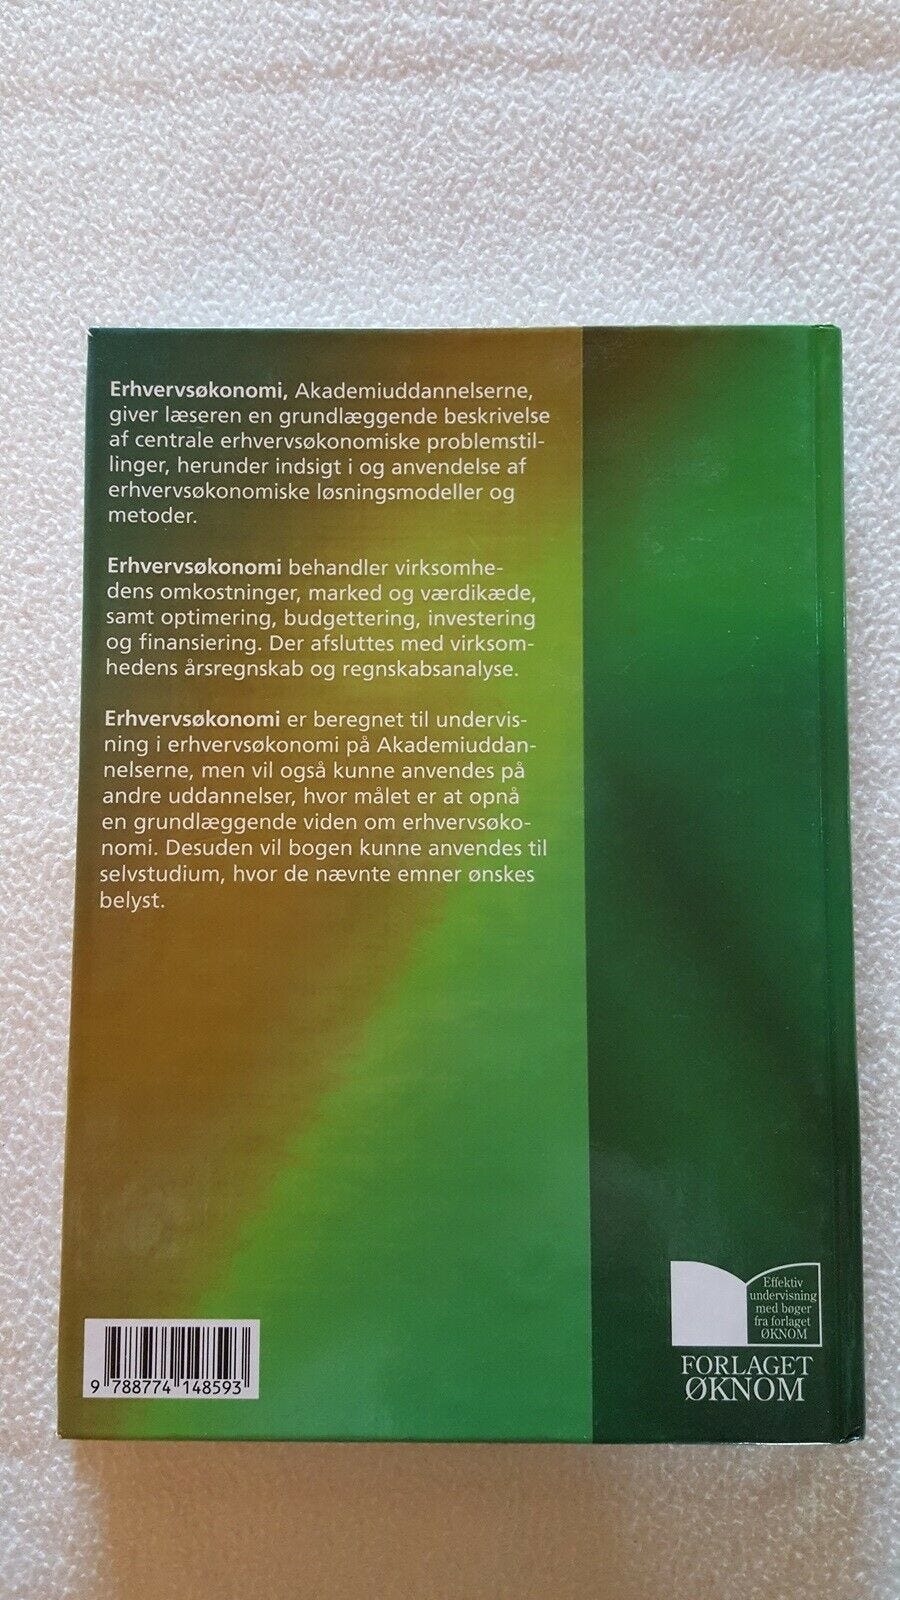 Erhvervsøkonomi, Akademiuddannelserne,
giver læseren en grundlæggende beskrivelse
af centrale erhvervsøkonomiske problemstil-
linger, herunder indsigt i og anvendelse af
erhvervsøkonomiske løsningsmodeller og
metoder.
Erhvervsøkonomi behandler virksomhe-
dens omkostninger, marked og værdikæde,
samt optimering, budgettering, investering
og finansiering. Der afsluttes med virksom-
hedens årsregnskab og regnskabsanalyse.
Erhvervsøkonomi er beregnet til undervis-
ning i erhvervsøkonomi på Akademiuddan-
nelserne, men vil også kunne anvendes på
andre uddannelser, hvor målet er at opnå
en grundlæggende viden om erhvervsøko-
nomi. Desuden vil bogen kunne anvendes til
selvstudium, hvor de nævnte emner ønskes
belyst.
9 788774 148593
Effektiv
undervisning
med bøger
fra forlaget
ØKNOM
FORLAGET
ØKNOM